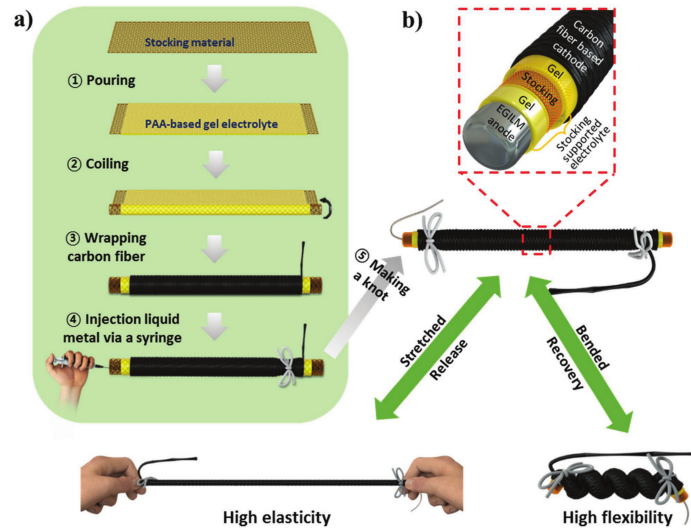 a)
Stocking material
① Pouring
PAA-based gel electrolyte
② Coiling
③ Wrapping
carbon fiber
④ Injection liquid
metal via a syringe
⑤ Making
a knot
b)
Carbon
fiber based
cathode
Gel
Stocking
Gel
EGILM
anode
Stocking
supported
electrolyte
Stretched
Release
Bended
Recovery
High elasticity
High flexibility